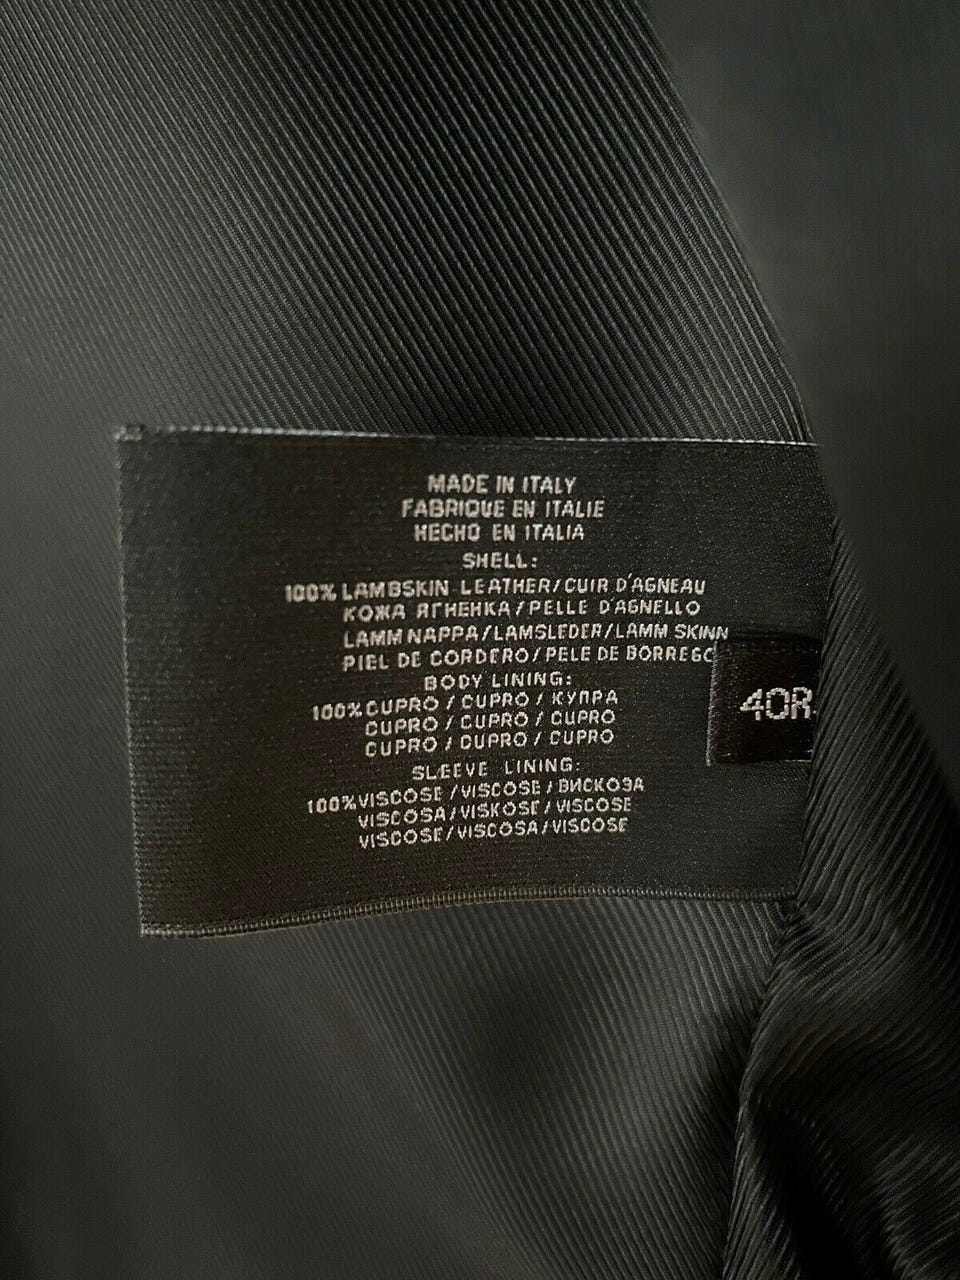 MADE IN ITALY
FABRIQUE EN ITALIE
HECHO EN ITALIA
SHELL:
100% LAMBSKIN LEATHER/CUIR D'AGNEAU
КОЖА ЯГНЕНКА/PELLE D'AGNELLO
LAMM NAPPA/LAMSLEDER/LAMM SKINN
PIEL DE CORDERO/PELE DE BORREGO
BODY LINING:
100% CUPRO / CUPRO / КУПРА
CUPRO / CUPRO / CUPRO
CUPRO / CUPRO / CUPRO
SLEEVE LINING:
100% VISCOSE / VISCOSE / ВИСКОЗА
VISCOSA/VISKOSE/VISCOSE
VISCOSE/VISCOSA/VISCOSE
40R